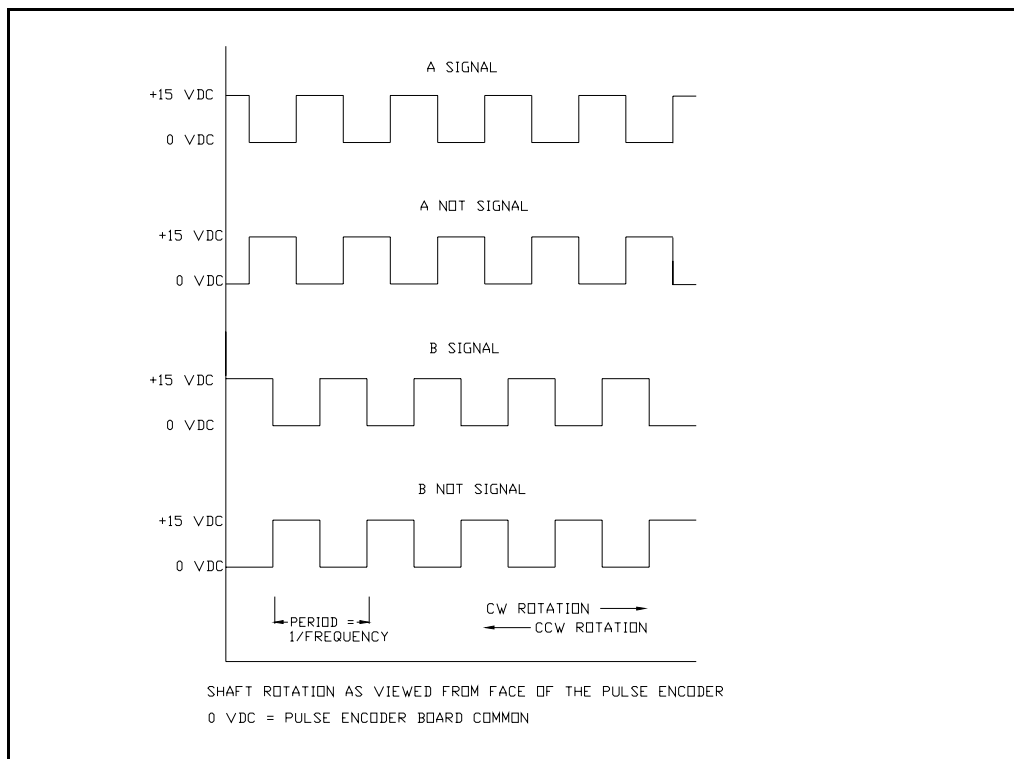 A SIGNAL
+15 VDC
0 VDC
A NOT SIGNAL
+15 VDC
0 VDC
B SIGNAL
+15 VDC
0 VDC
B NOT SIGNAL
+15 VDC
0 VDC
CW ROTATION
PERIOD =
CCW ROTATION
1/FREQUENCY
SHAFT ROTATION AS VIEWED FROM FACE OF THE PULSE ENCODER
0 VDC = PULSE ENCODER BOARD COMMON